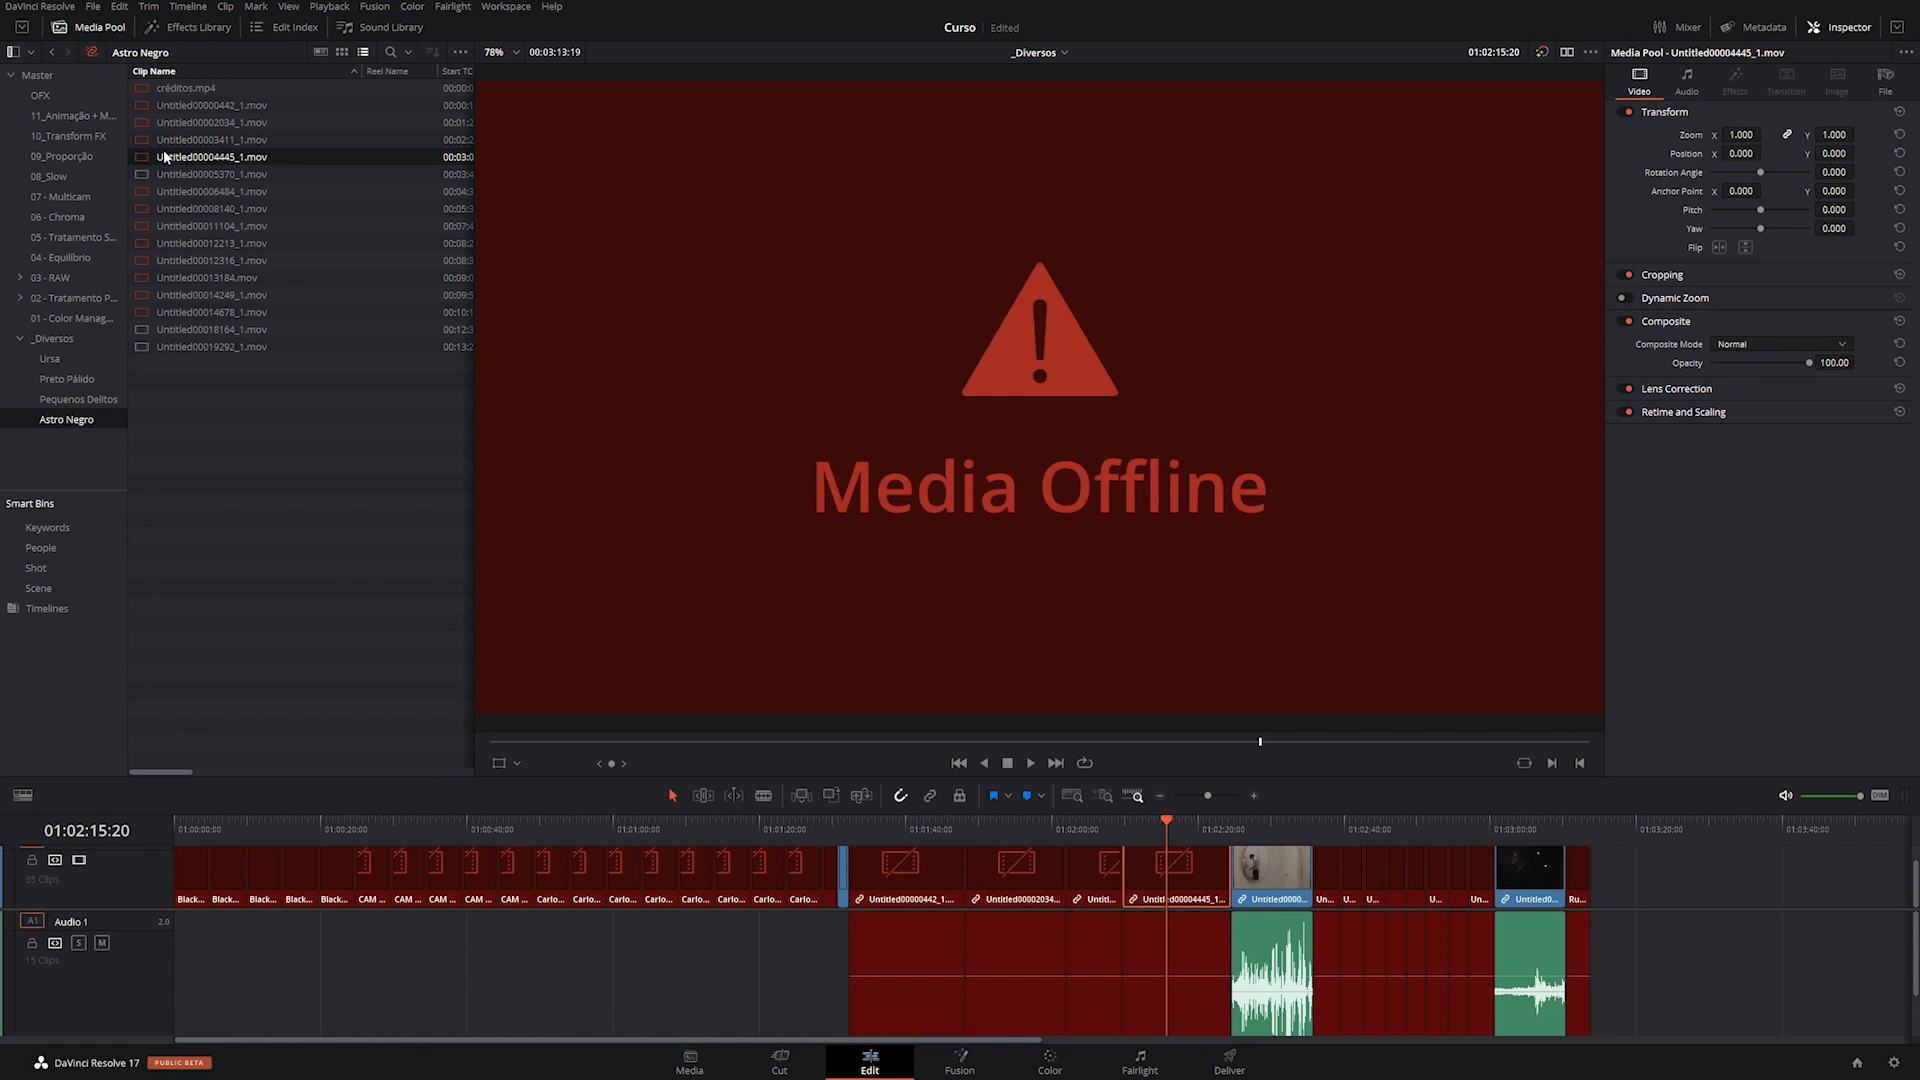 DaVinci Resolve File Edit Trim Timeline Clip Mark View Playback Fusion Color Fairlight Workspace Help
Media Pool Effects Library Edit Index Sound Library
Curso Edited
Mixer Metadata Inspector
Astro Negro
78% 00:03:13:19
_Diversos
01:02:15:20
Media Pool - Untitled00004445_1.mov
Master
OFX
11_Animação + M...
10_Transform FX
09_Proporção
08_Slow
07 - Multicam
06 - Chroma
05 - Tratamento S...
04 - Equilíbrio
03 - RAW
02 - Tratamento P...
01 - Color Manag...
_Diversos
Ursa
Preto Pálido
Pequenos Delitos
Astro Negro
Smart Bins
Keywords
People
Shot
Scene
Timelines
Clip Name Reel Name Start TC
créditos.mp4 00:00:0
Untitled00000442_1.mov 00:00:1
Untitled00002034_1.mov 00:01:2
Untitled00003411_1.mov 00:02:2
Untitled00004445_1.mov 00:03:0
Untitled00005370_1.mov 00:03:4
Untitled00006484_1.mov 00:04:3
Untitled00008140_1.mov 00:05:3
Untitled00011104_1.mov 00:07:4
Untitled00012213_1.mov 00:08:2
Untitled00012316_1.mov 00:08:3
Untitled00013184.mov 00:09:0
Untitled00014249_1.mov 00:09:5
Untitled00014678_1.mov 00:10:1
Untitled00018164_1.mov 00:12:3
Untitled00019292_1.mov 00:13:2
Media Offline
Video Audio Effects Transition Image File
Transform
Zoom X 1.000 Y 1.000
Position X 0.000 Y 0.000
Rotation Angle 0.000
Anchor Point X 0.000 Y 0.000
Pitch 0.000
Yaw 0.000
Flip
Cropping
Dynamic Zoom
Composite
Composite Mode Normal
Opacity 100.00
Lens Correction
Retime and Scaling
DIM
01:02:15:20
01:00:00:00 01:00:20:00 01:00:40:00 01:01:00:00 01:01:20:00 01:01:40:00 01:02:00:00 01:02:20:00 01:02:40:00 01:03:00:00 01:03:20:00 01:03:40:00
35 Clips
Black... Black... Black... Black... Black... CAM ... CAM ... CAM ... CAM ... CAM ... Carlo... Carlo... Carlo... Carlo... Carlo... Carlo... Carlo... Carlo... Untitled00000442_1.... Untitled00002034... Untitl... Untitled00004445_1... Untitled0000... Un... U... U... U... Un... Untitled0... Ru...
A1 Audio 1 2.0
S M
15 Clips
DaVinci Resolve 17 PUBLIC BETA
Media Cut Edit Fusion Color Fairlight Deliver